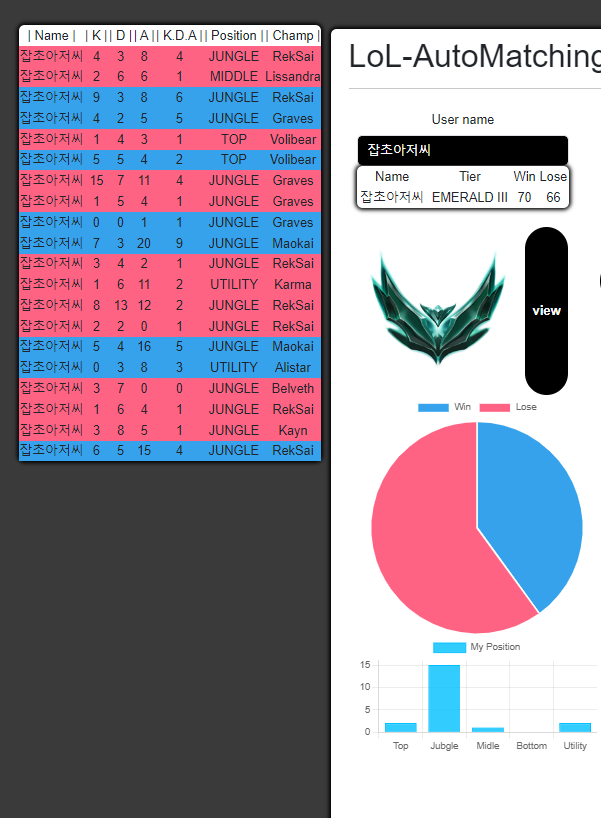 | Name | | K | | D | | A | | K.D.A | | Position | | Champ |
잡초아저씨 4 3 8 4 JUNGLE RekSai
잡초아저씨 2 6 6 1 MIDDLE Lissandra
잡초아저씨 9 3 8 6 JUNGLE RekSai
잡초아저씨 4 2 5 5 JUNGLE Graves
잡초아저씨 1 4 3 1 TOP Volibear
잡초아저씨 5 5 4 2 TOP Volibear
잡초아저씨 15 7 11 4 JUNGLE Graves
잡초아저씨 1 5 4 1 JUNGLE Graves
잡초아저씨 0 0 1 1 JUNGLE Graves
잡초아저씨 7 3 20 9 JUNGLE Maokai
잡초아저씨 3 4 2 1 JUNGLE RekSai
잡초아저씨 1 6 11 2 UTILITY Karma
잡초아저씨 8 13 12 2 JUNGLE RekSai
잡초아저씨 2 2 0 1 JUNGLE RekSai
잡초아저씨 5 4 16 5 JUNGLE Maokai
잡초아저씨 0 3 8 3 UTILITY Alistar
잡초아저씨 3 7 0 0 JUNGLE Belveth
잡초아저씨 1 6 4 1 JUNGLE RekSai
잡초아저씨 3 8 5 1 JUNGLE Kayn
잡초아저씨 6 5 15 4 JUNGLE RekSai
LoL-AutoMatching
User name
잡초아저씨
Name Tier Win Lose
잡초아저씨 EMERALD III 70 66
view
Win Lose
My Position
15
10
5
0
Top Jubgle Midle Bottom Utility